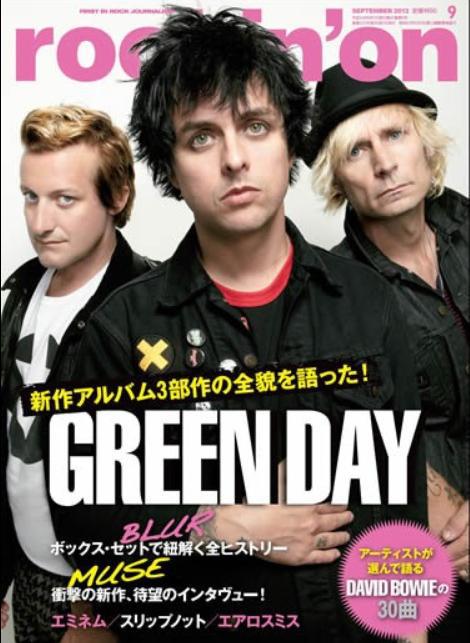 FIRST IN ROCK JOURNALI
rockin'on
SEPTEMBER 2012
9
新作アルバム3部作の全貌を語った!
GREEN DAY
BLUR
ボックス・セットで紐解く全ヒストリー
MUSE
衝撃の新作、待望のインタヴュー!
エミネム/スリップノット/エアロスミス
アーティストが
選んで語る
DAVID BOWIEの
30曲